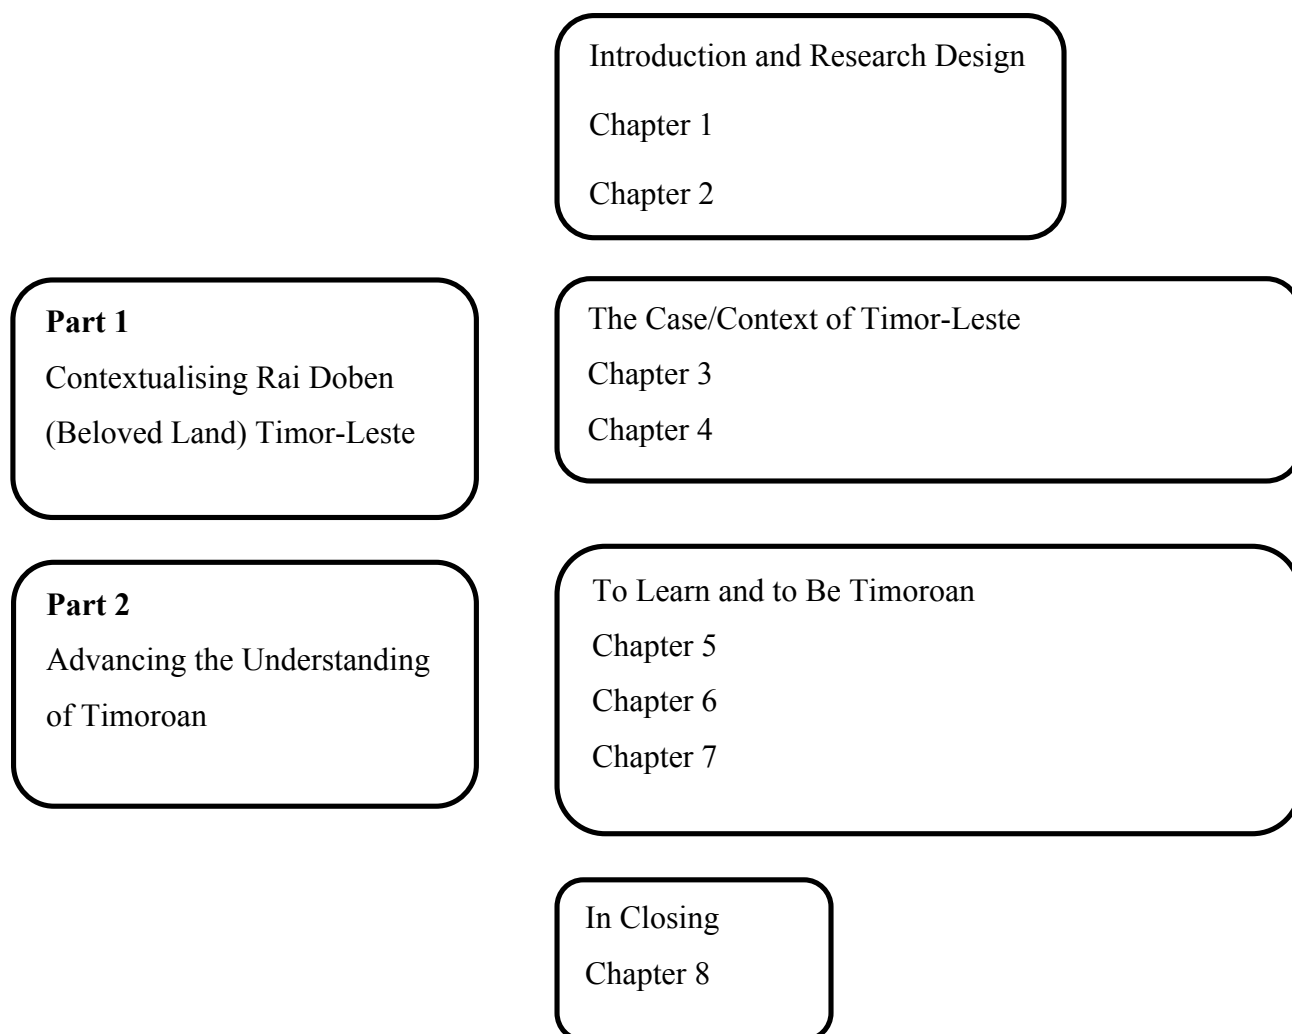 Introduction and Research Design
Chapter 1
Chapter 2
Part 1
Contextualising Rai Doben
(Beloved Land) Timor-Leste
The Case/Context of Timor-Leste
Chapter 3
Chapter 4
Part 2
Advancing the Understanding
of Timoroan
To Learn and to Be Timoroan
Chapter 5
Chapter 6
Chapter 7
In Closing
Chapter 8